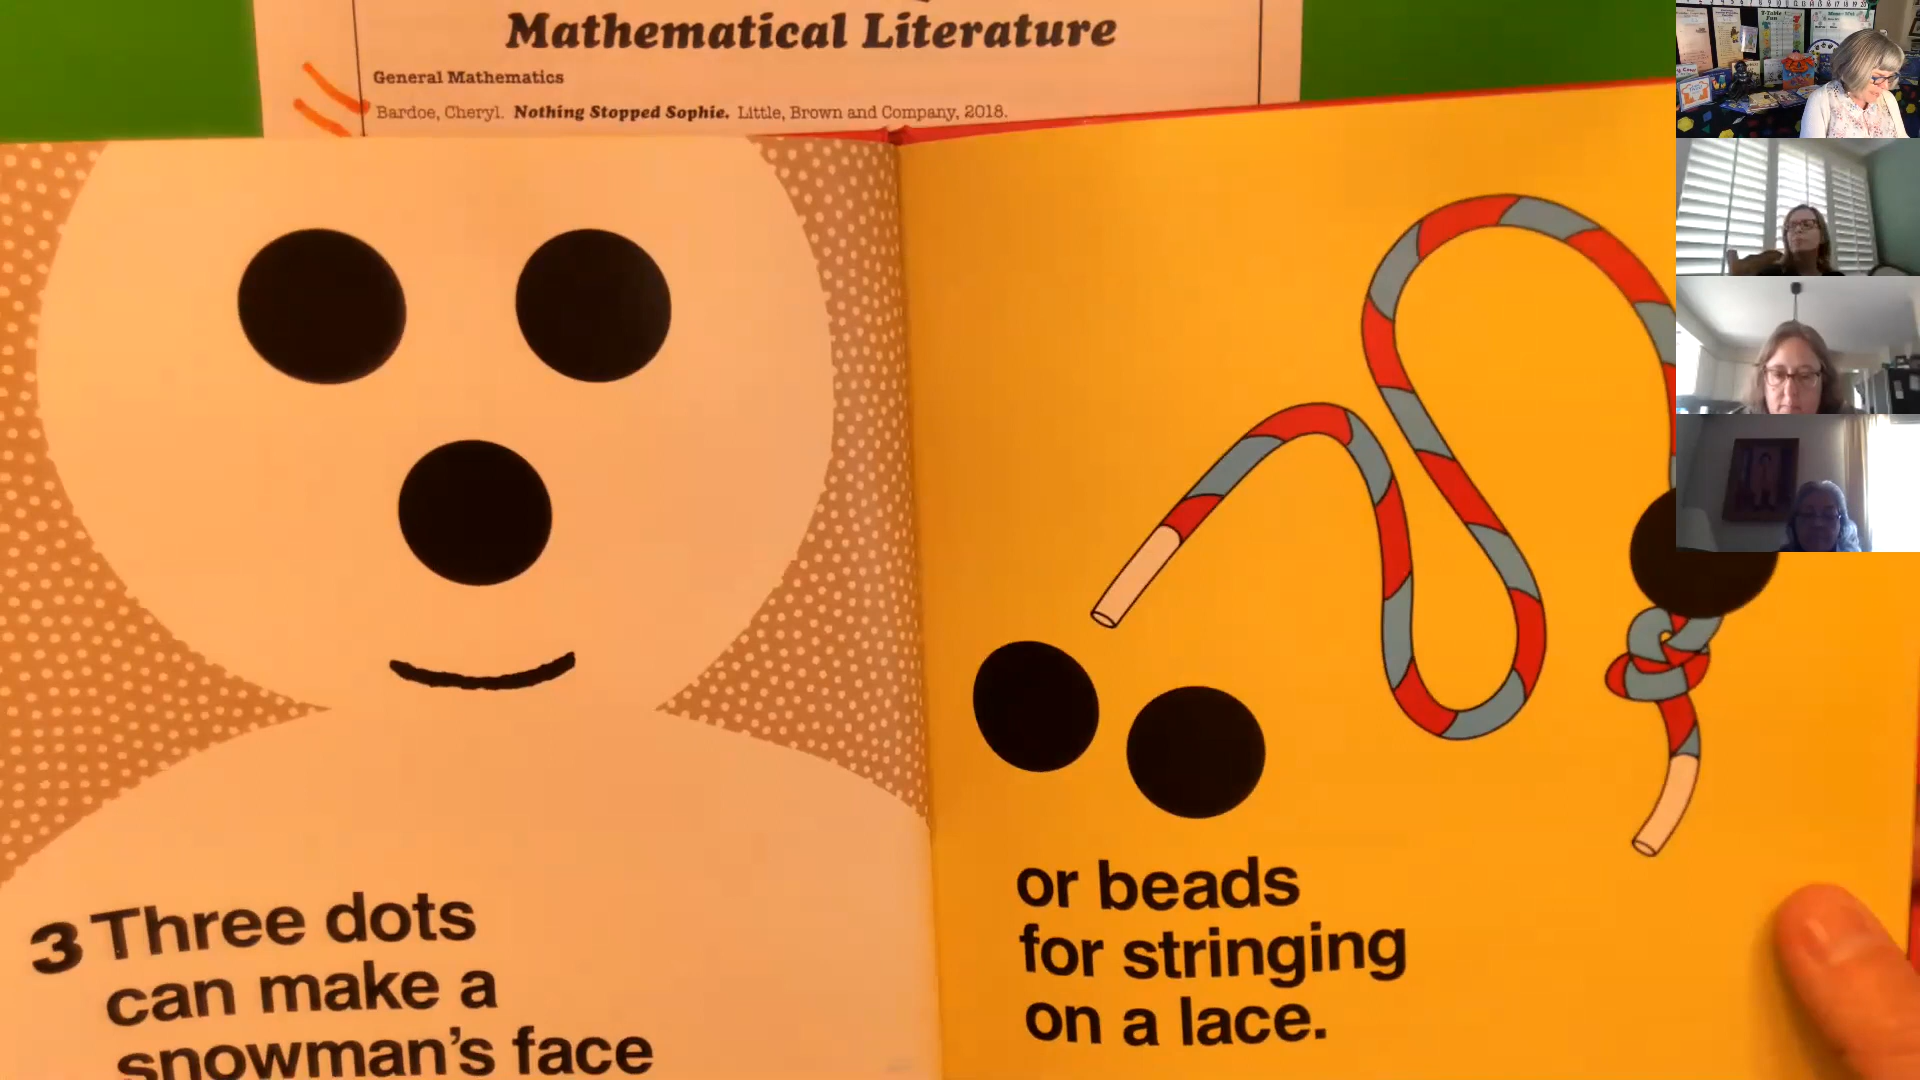 Mathematical Literature
General Mathematics
Bardoe, Cheryl. Nothing Stopped Sophie. Little, Brown and Company, 2018.
3 Three dots
can make a
snowman's face
or beads
for stringing
on a lace.